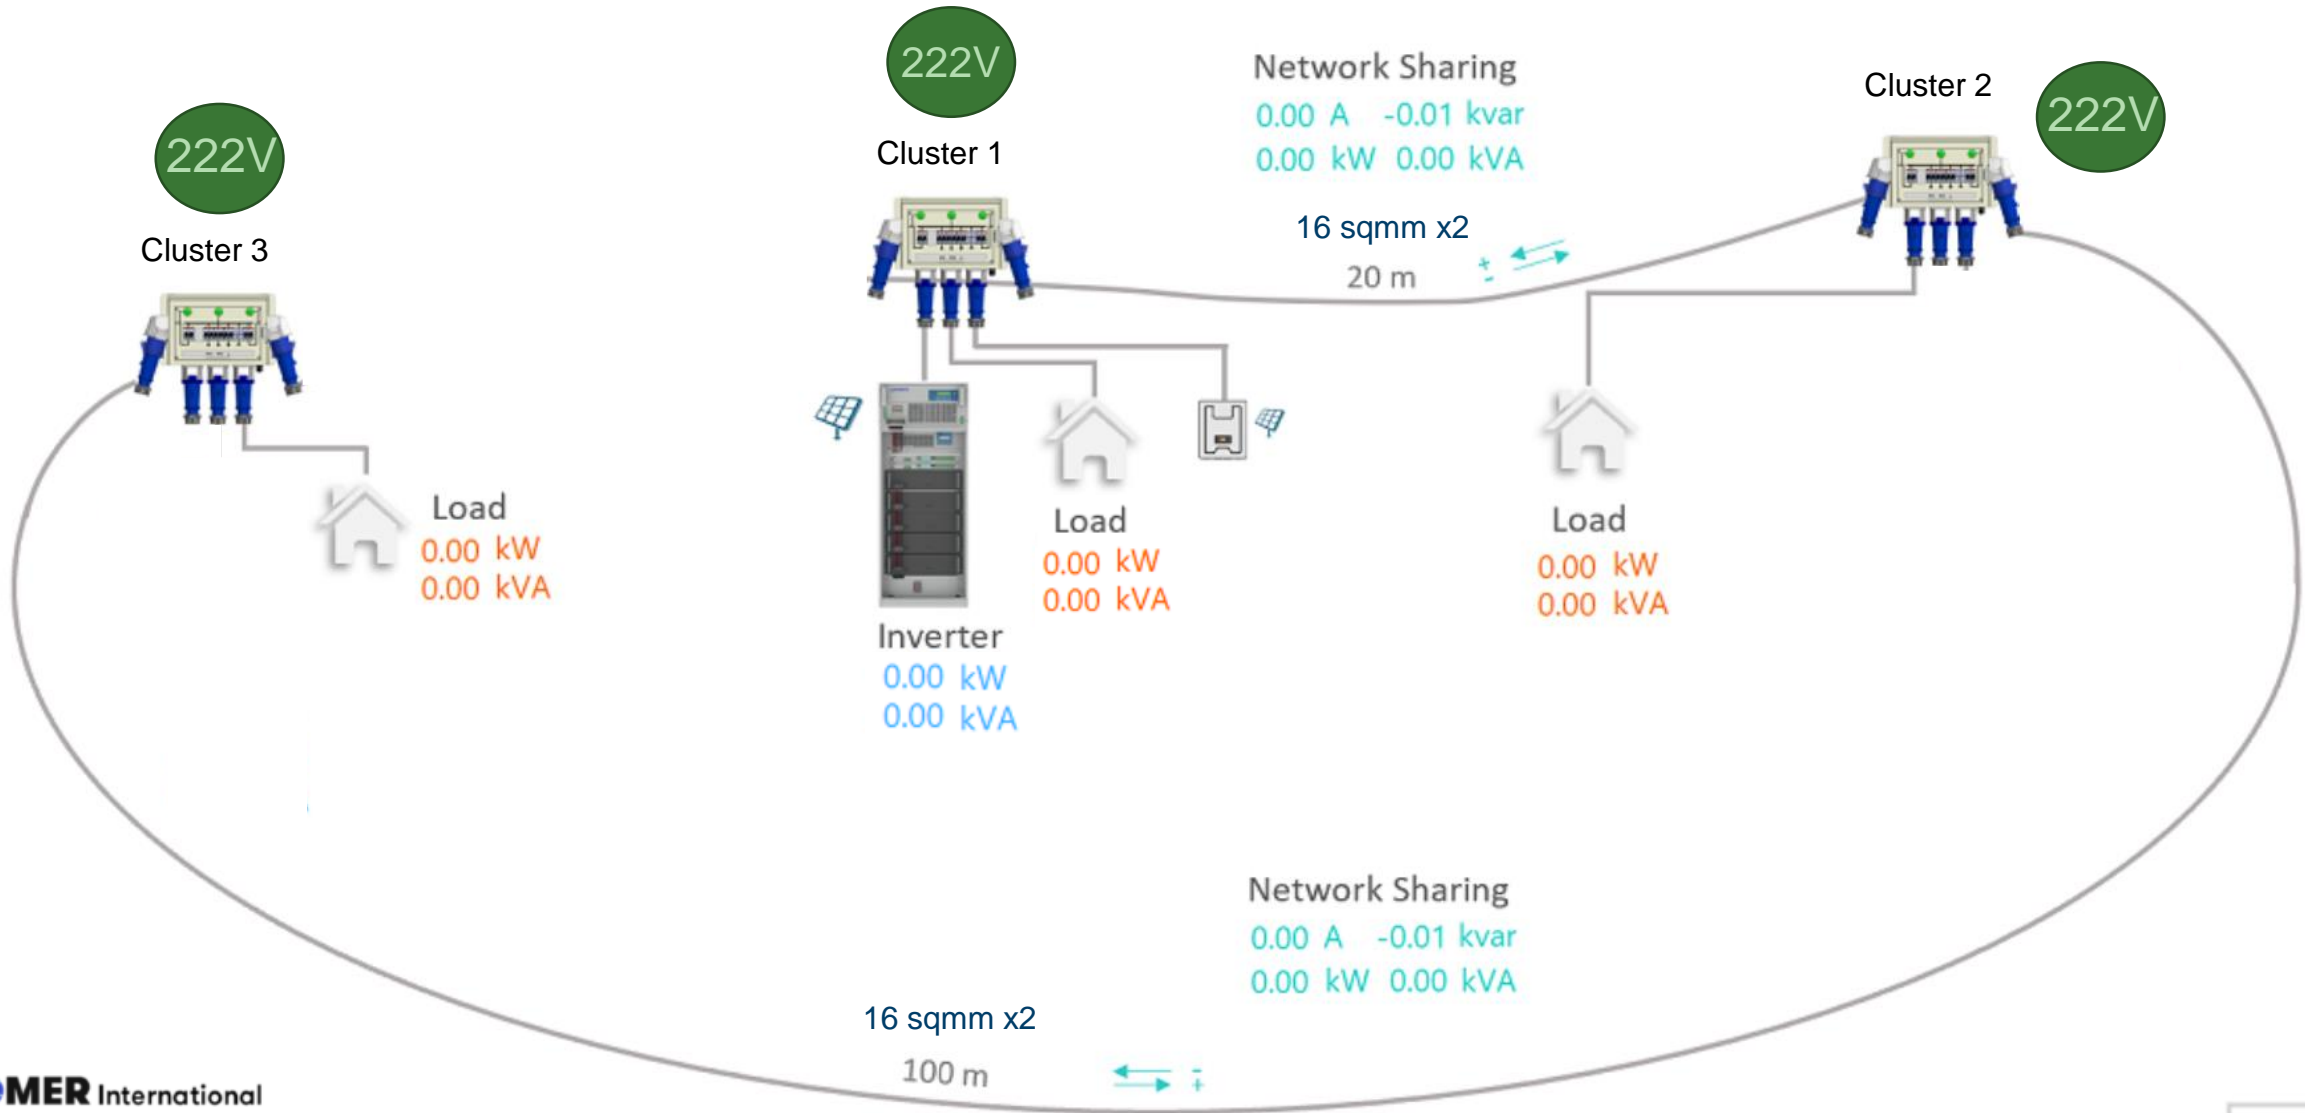 222V
Cluster 1
Network Sharing
0.00 A -0.01 kvar
0.00 kW 0.00 kVA
16 sqmm x2
20 m
+
-
Cluster 2
222V
222V
Cluster 3
Load
0.00 kW
0.00 kVA
Inverter
0.00 kW
0.00 kVA
Load
0.00 kW
0.00 kVA
Load
0.00 kW
0.00 kVA
Network Sharing
0.00 A -0.01 kvar
0.00 kW 0.00 kVA
16 sqmm x2
100 m
-
+
MER International